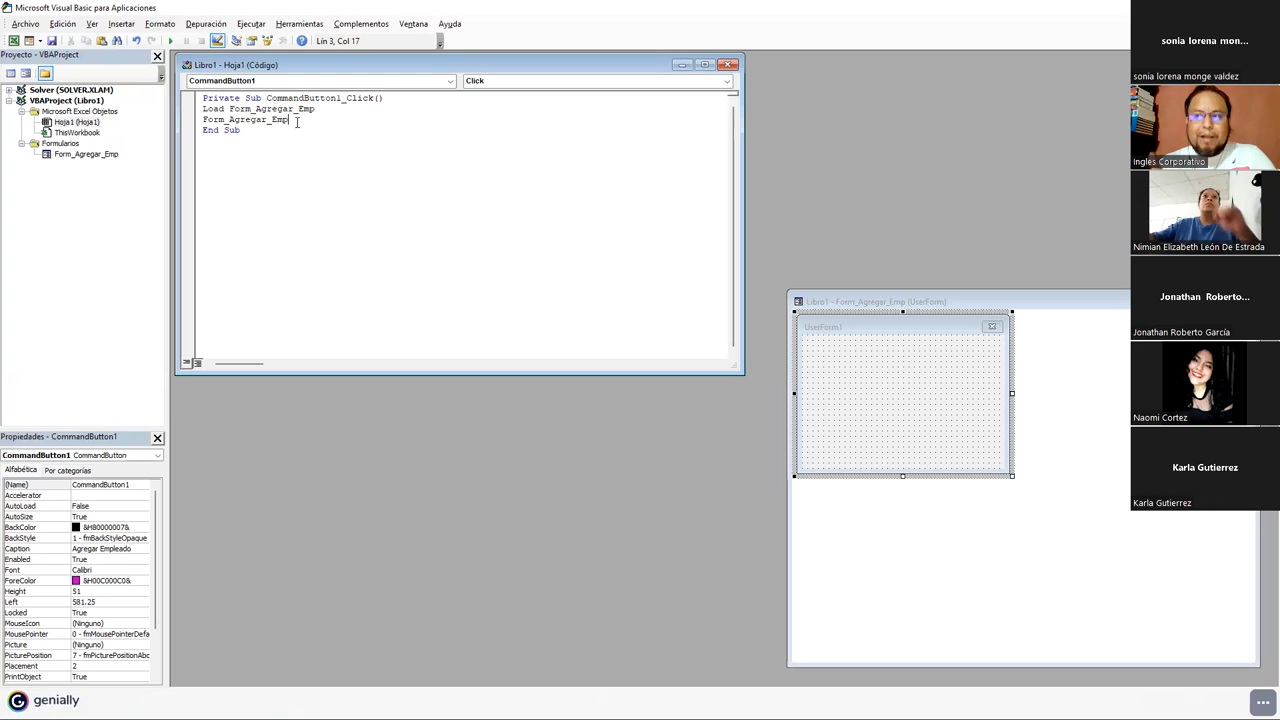 Microsoft Visual Basic para Aplicaciones
Archivo Edición Ver Insertar Formato Depuración Ejecutar Herramientas Complementos Ventana Ayuda
Lín 3, Col 17
Proyecto - VBAProject
Solver (SOLVER.XLAM)
VBAProject (Libro1)
Microsoft Excel Objetos
Hoja1 (Hoja1)
ThisWorkbook
Formularios
Form_Agregar_Emp
Libro1 - Hoja1 (Código)
CommandButton1 Click
Private Sub CommandButton1_Click()
Load Form_Agregar_Emp
Form_Agregar_Emp
End Sub
Libro1 - Form_Agregar_Emp (UserForm)
UserForm1
Propiedades - CommandButton1
CommandButton1 CommandButton
Alfabética Por categorías
(Name) CommandButton1
Accelerator
AutoLoad False
AutoSize True
BackColor &H80000007&
BackStyle 1 - fmBackStyleOpaque
Caption Agregar Empleado
Enabled True
Font Calibri
ForeColor &H00C000C0&
Height 51
Left 581.25
Locked True
MouseIcon (Ninguno)
MousePointer 0 - fmMousePointerDefa
Picture (Ninguno)
PicturePosition 7 - fmPicturePositionAbo
Placement 2
PrintObject True
sonia lorena mon...
sonia lorena monge valdez
Ingles Corporativo
Nimian Elizabeth León De Estrada
Jonathan Roberto...
Jonathan Roberto García
Naomi Cortez
Karla Gutierrez
Karla Gutierrez
genially